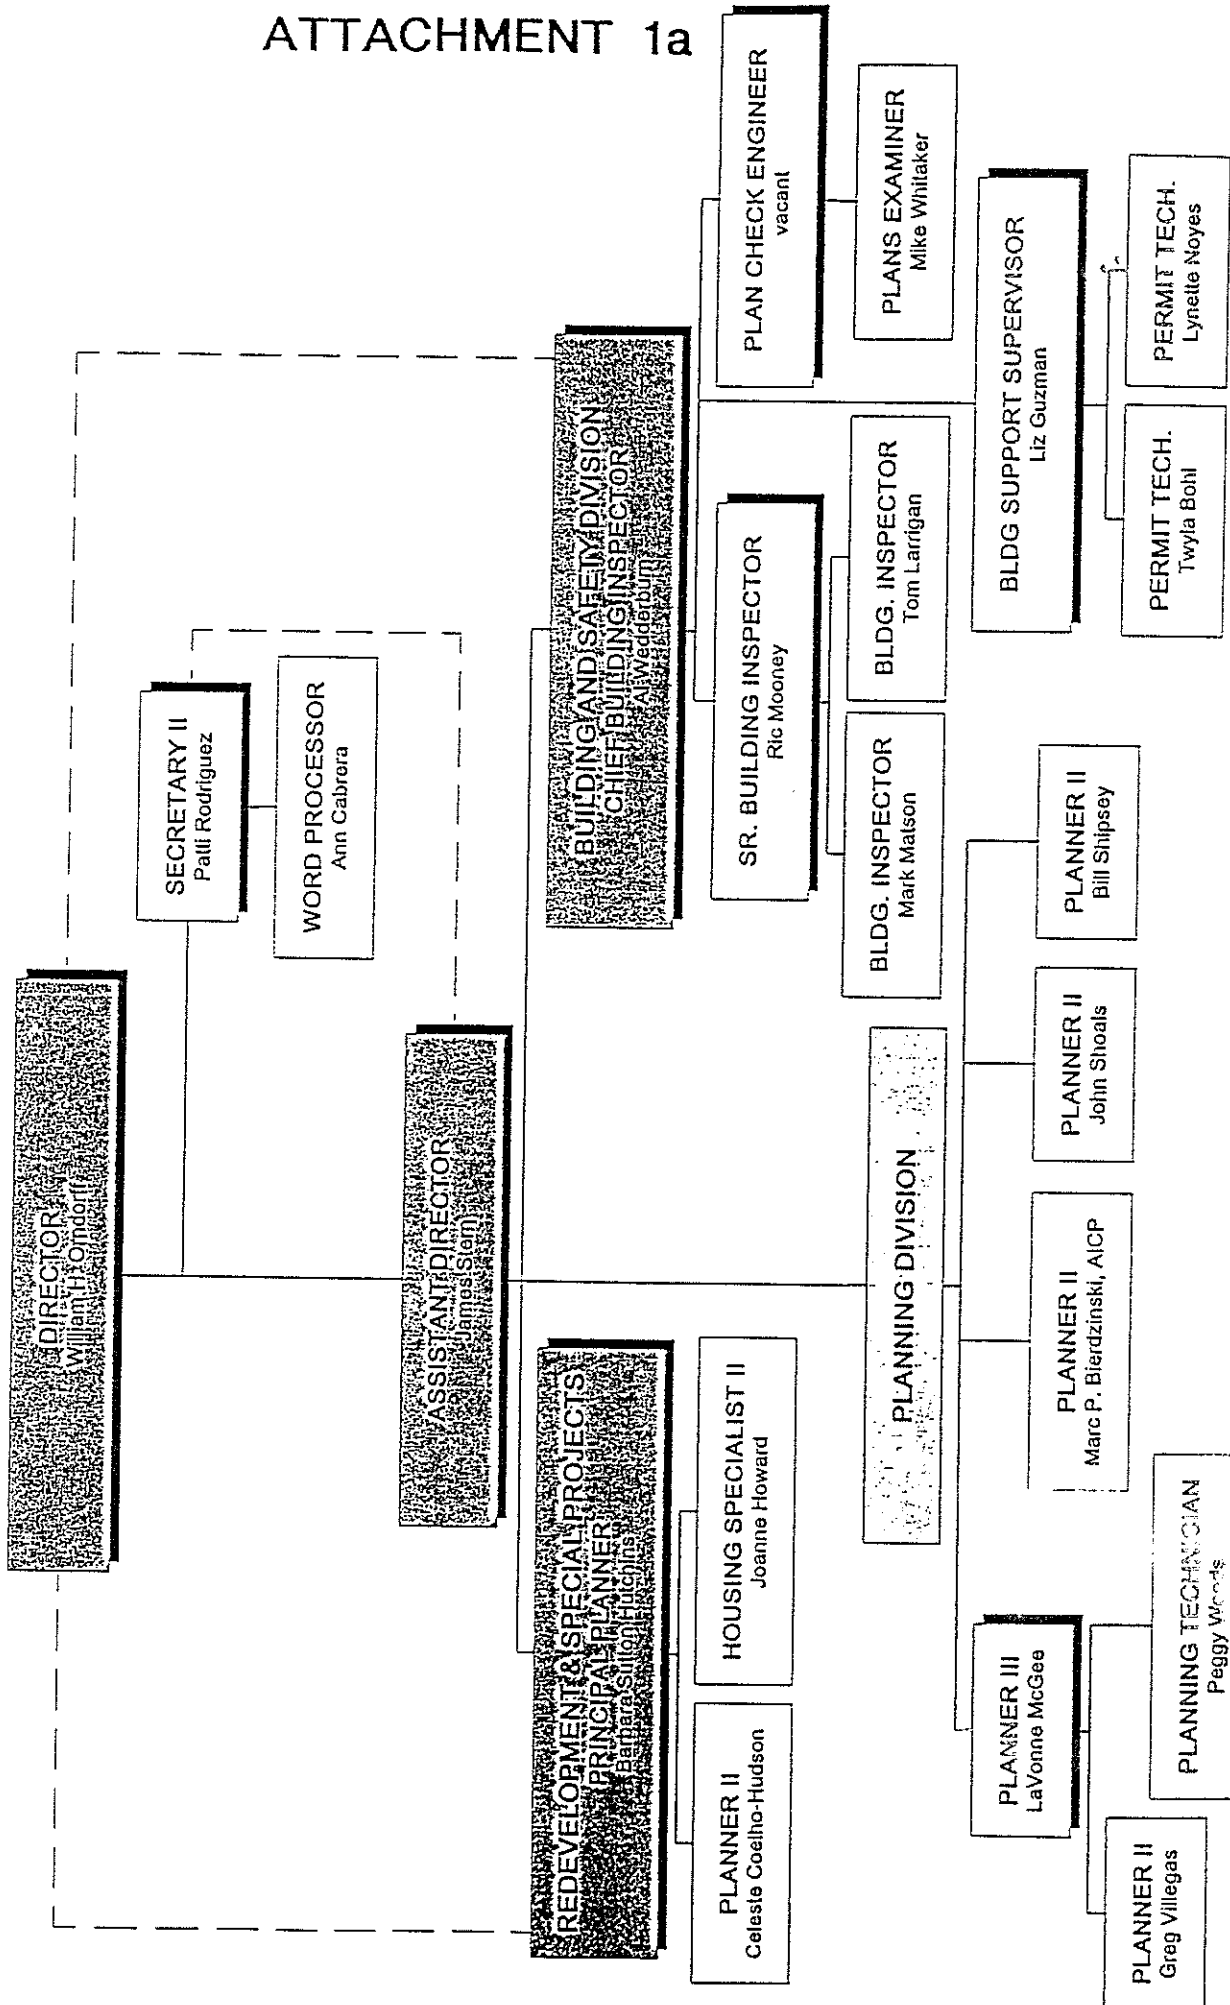 ATTACHMENT 1a
DIRECTOR
William H. Orndorff
SECRETARY II
Patti Rodriguez
WORD PROCESSOR
Ann Cabrera
ASSISTANT DIRECTOR
James Stern
REDEVELOPMENT & SPECIAL PROJECTS
PRINCIPAL PLANNER
Barbara Sutton Hutchins
PLANNER II
Celeste Coelho-Hudson
HOUSING SPECIALIST II
Joanne Howard
BUILDING AND SAFETY DIVISION
CHIEF BUILDING INSPECTOR
Al Wedderburn
SR. BUILDING INSPECTOR
Ric Mooney
PLAN CHECK ENGINEER
vacant
BLDG. INSPECTOR
Mark Matson
BLDG. INSPECTOR
Tom Larrigan
PLANS EXAMINER
Mike Whitaker
BLDG SUPPORT SUPERVISOR
Liz Guzman
PERMIT TECH.
Twyla Bohl
PERMIT TECH.
Lynette Noyes
PLANNING DIVISION
PLANNER III
LaVonne McGee
PLANNER II
Marc P. Bierdzinski, AICP
PLANNER II
John Shoals
PLANNER II
Bill Shipsey
PLANNER II
Greg Villegas
PLANNING TECHNICIAN
Peggy Woods